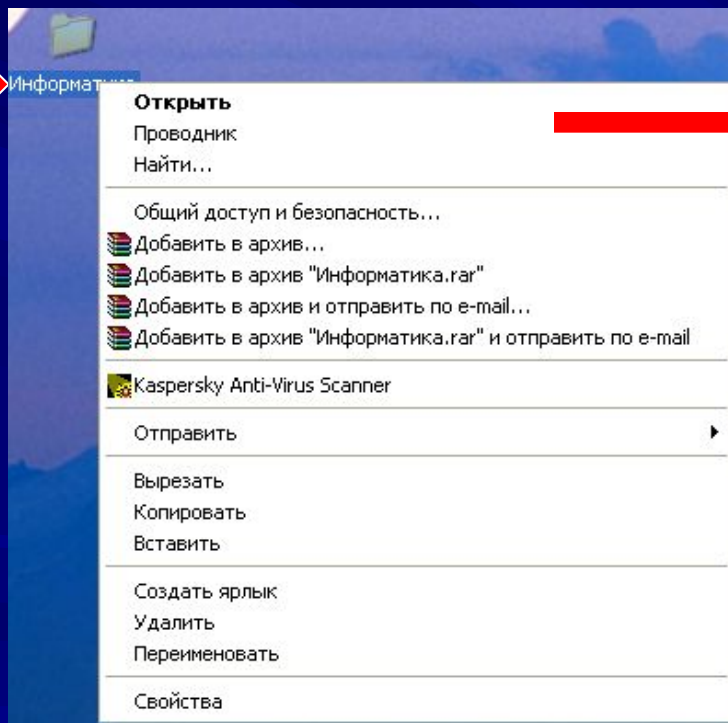 Открыть
Проводник
Найти...
Общий доступ и безопасность...
Добавить в архив...
Добавить в архив "Информатика.rar"
Добавить в архив и отправить по e-mail...
Добавить в архив "Информатика.rar" и отправить по e-mail
Kaspersky Anti-Virus Scanner
Отправить
Вырезать
Копировать
Вставить
Создать ярлык
Удалить
Переименовать
Свойства